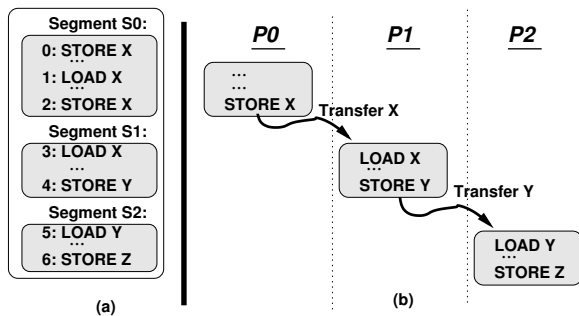 Segment S0:
0: STORE X
...
1: LOAD X
...
2: STORE X
Segment S1:
3: LOAD X
...
4: STORE Y
Segment S2:
5: LOAD Y
...
6: STORE Z
(a)
P0
P1
P2
...
...
STORE X
Transfer X
LOAD X
...
STORE Y
Transfer Y
LOAD Y
...
STORE Z
(b)